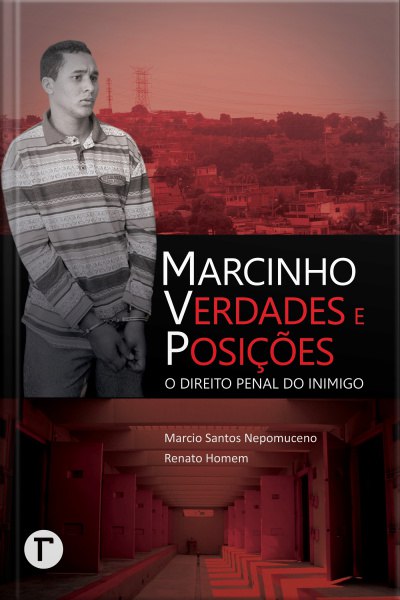 MARCINHO
VERDADES E
POSIÇÕES
O DIREITO PENAL DO INIMIGO
Marcio Santos Nepomuceno
Renato Homem
T